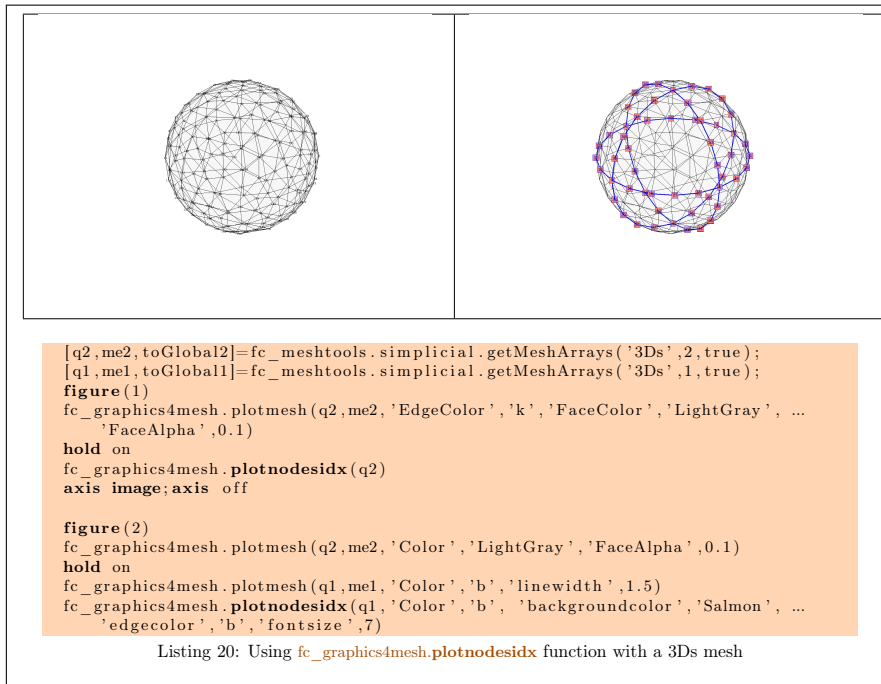 [q2,me2,toGlobal2]=fc_meshtools.simplicial.getMeshArrays('3Ds',2,true);
[q1,me1,toGlobal1]=fc_meshtools.simplicial.getMeshArrays('3Ds',1,true);
figure(1)
fc_graphics4mesh.plotmesh(q2,me2,'EdgeColor','k','FaceColor','LightGray', ...
'FaceAlpha',0.1)
hold on
fc_graphics4mesh.plotnodesidx(q2)
axis image;axis off
figure(2)
fc_graphics4mesh.plotmesh(q2,me2,'Color','LightGray','FaceAlpha',0.1)
hold on
fc_graphics4mesh.plotmesh(q1,me1,'Color','b','linewidth',1.5)
fc_graphics4mesh.plotnodesidx(q1,'Color','b', 'backgroundcolor','Salmon', ...
'edgecolor','b','fontsize',7)
Listing 20: Using fc_graphics4mesh.plotnodesidx function with a 3Ds mesh